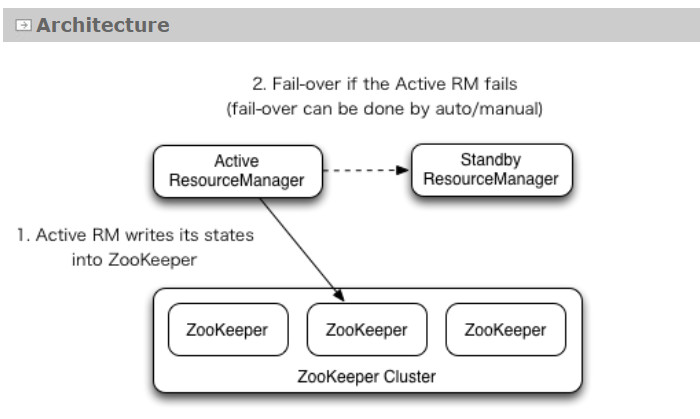 Architecture
2. Fail-over if the Active RM fails
(fail-over can be done by auto/manual)
Active
ResourceManager
Standby
ResourceManager
1. Active RM writes its states
into ZooKeeper
ZooKeeper
ZooKeeper
ZooKeeper
ZooKeeper Cluster